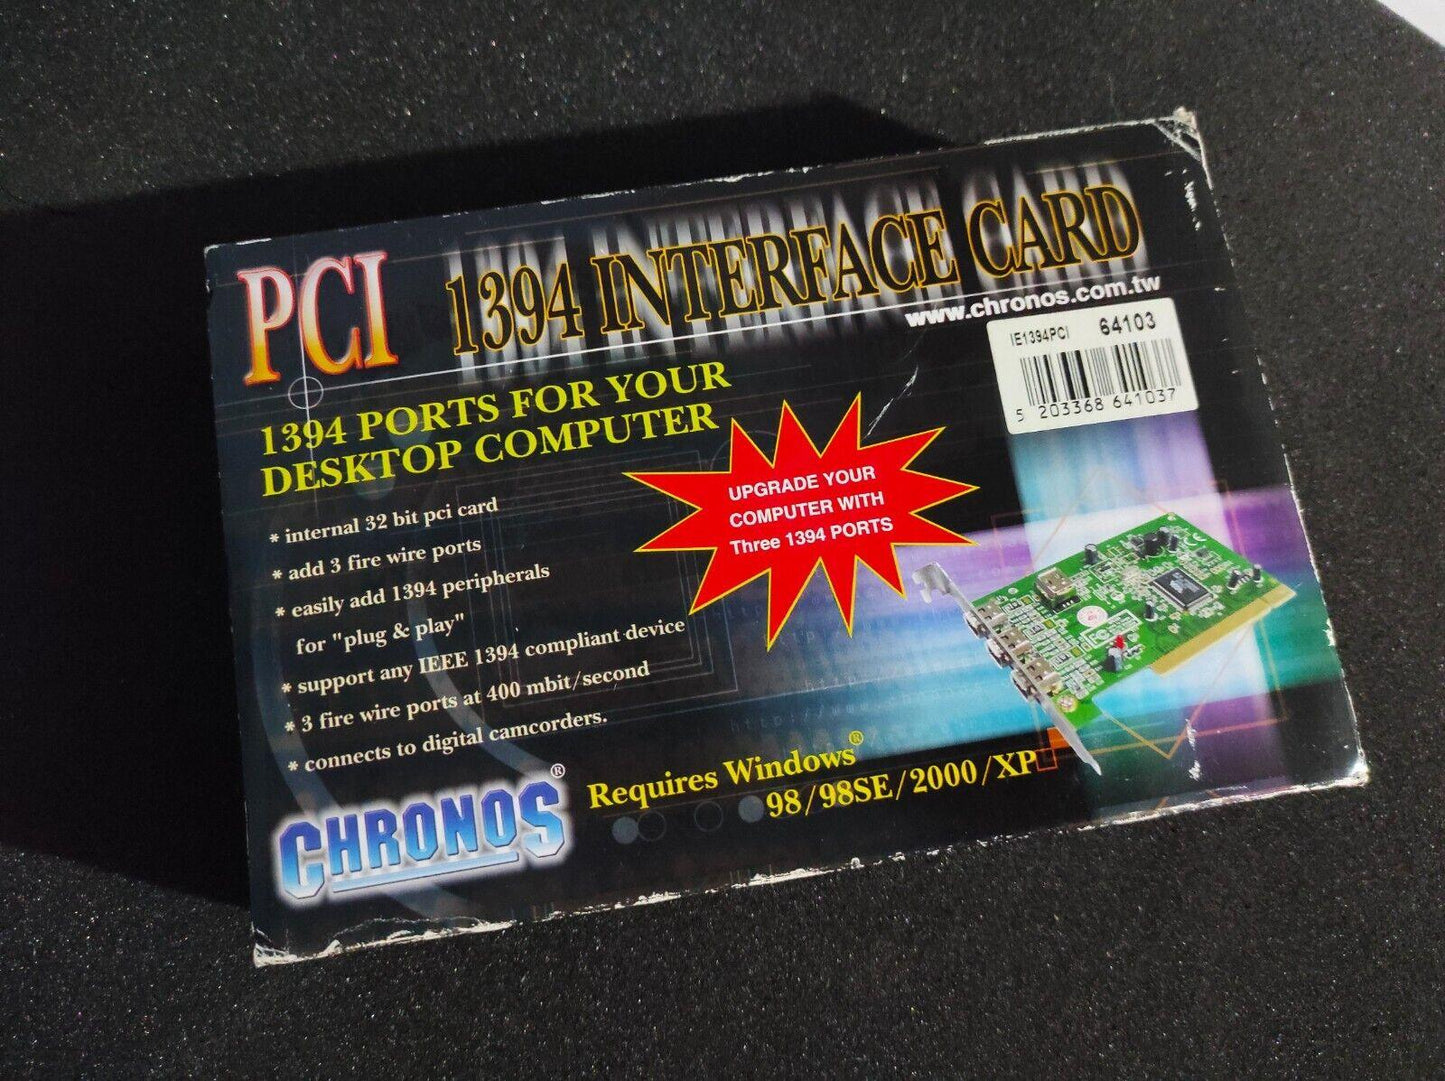 PCI 1394 INTERFACE CARD
www.chronos.com.tw
IE1394PCI 64103
5 203368 641037
1394 PORTS FOR YOUR
DESKTOP COMPUTER
* internal 32 bit pci card
* add 3 fire wire ports
* easily add 1394 peripherals
for "plug & play"
* support any IEEE 1394 compliant device
* 3 fire wire ports at 400 mbit/second
* connects to digital camcorders.
UPGRADE YOUR
COMPUTER WITH
Three 1394 PORTS
CHRONOS®
Requires Windows®
98/98SE/2000/XP